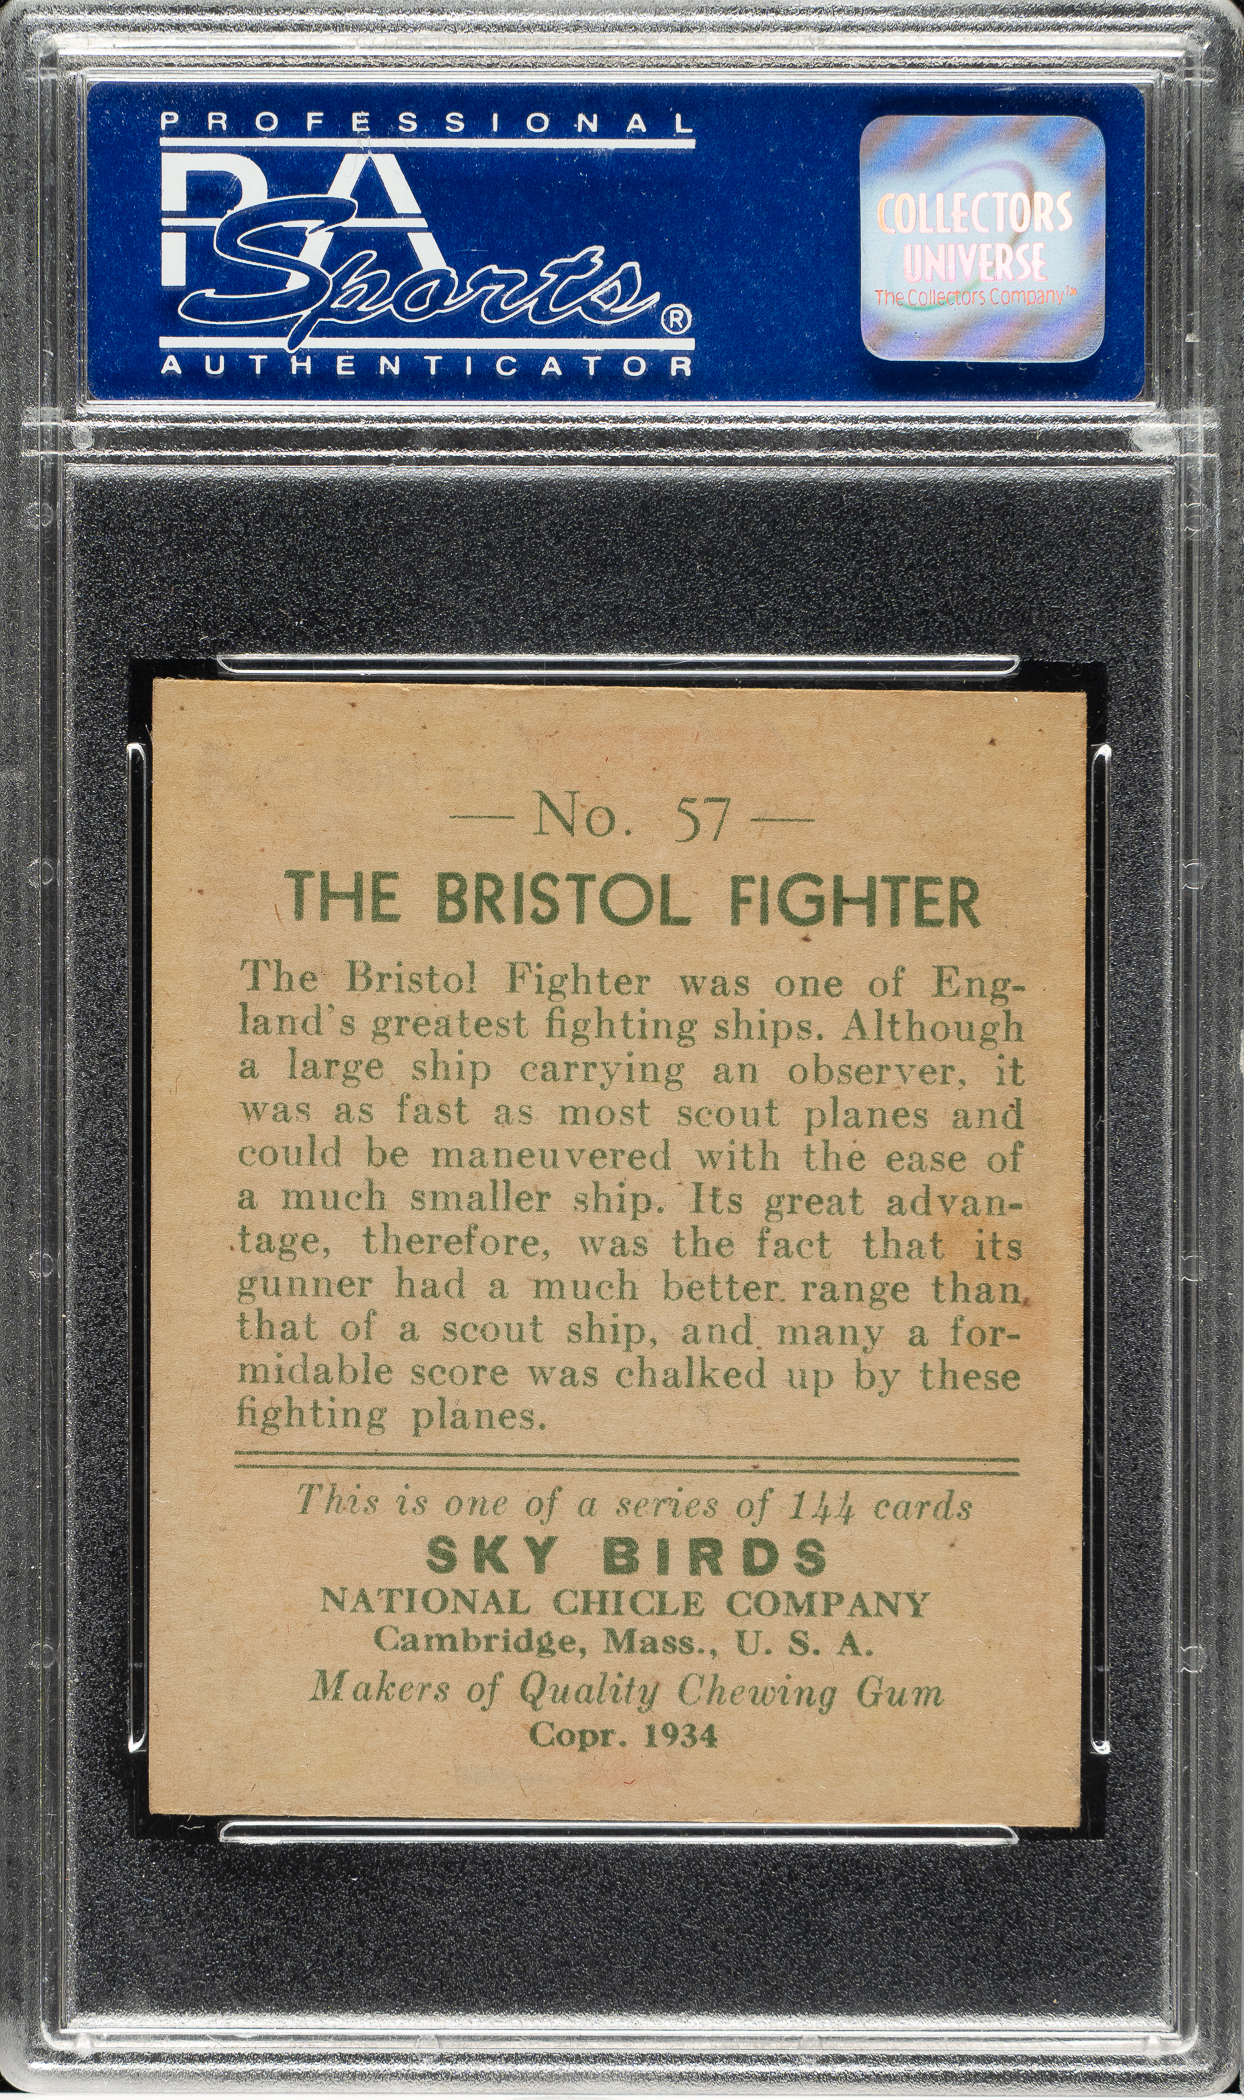 PROFESSIONAL
PSA
Sports®
AUTHENTICATOR
COLLECTORS
UNIVERSE
The Collectors Company™
— No. 57 —
THE BRISTOL FIGHTER
The Bristol Fighter was one of Eng-
land's greatest fighting ships. Although
a large ship carrying an observer, it
was as fast as most scout planes and
could be maneuvered with the ease of
a much smaller ship. Its great advan-
tage, therefore, was the fact that its
gunner had a much better range than
that of a scout ship, and many a for-
midable score was chalked up by these
fighting planes.
This is one of a series of 144 cards
SKY BIRDS
NATIONAL CHICLE COMPANY
Cambridge, Mass., U. S. A.
Makers of Quality Chewing Gum
Copr. 1934